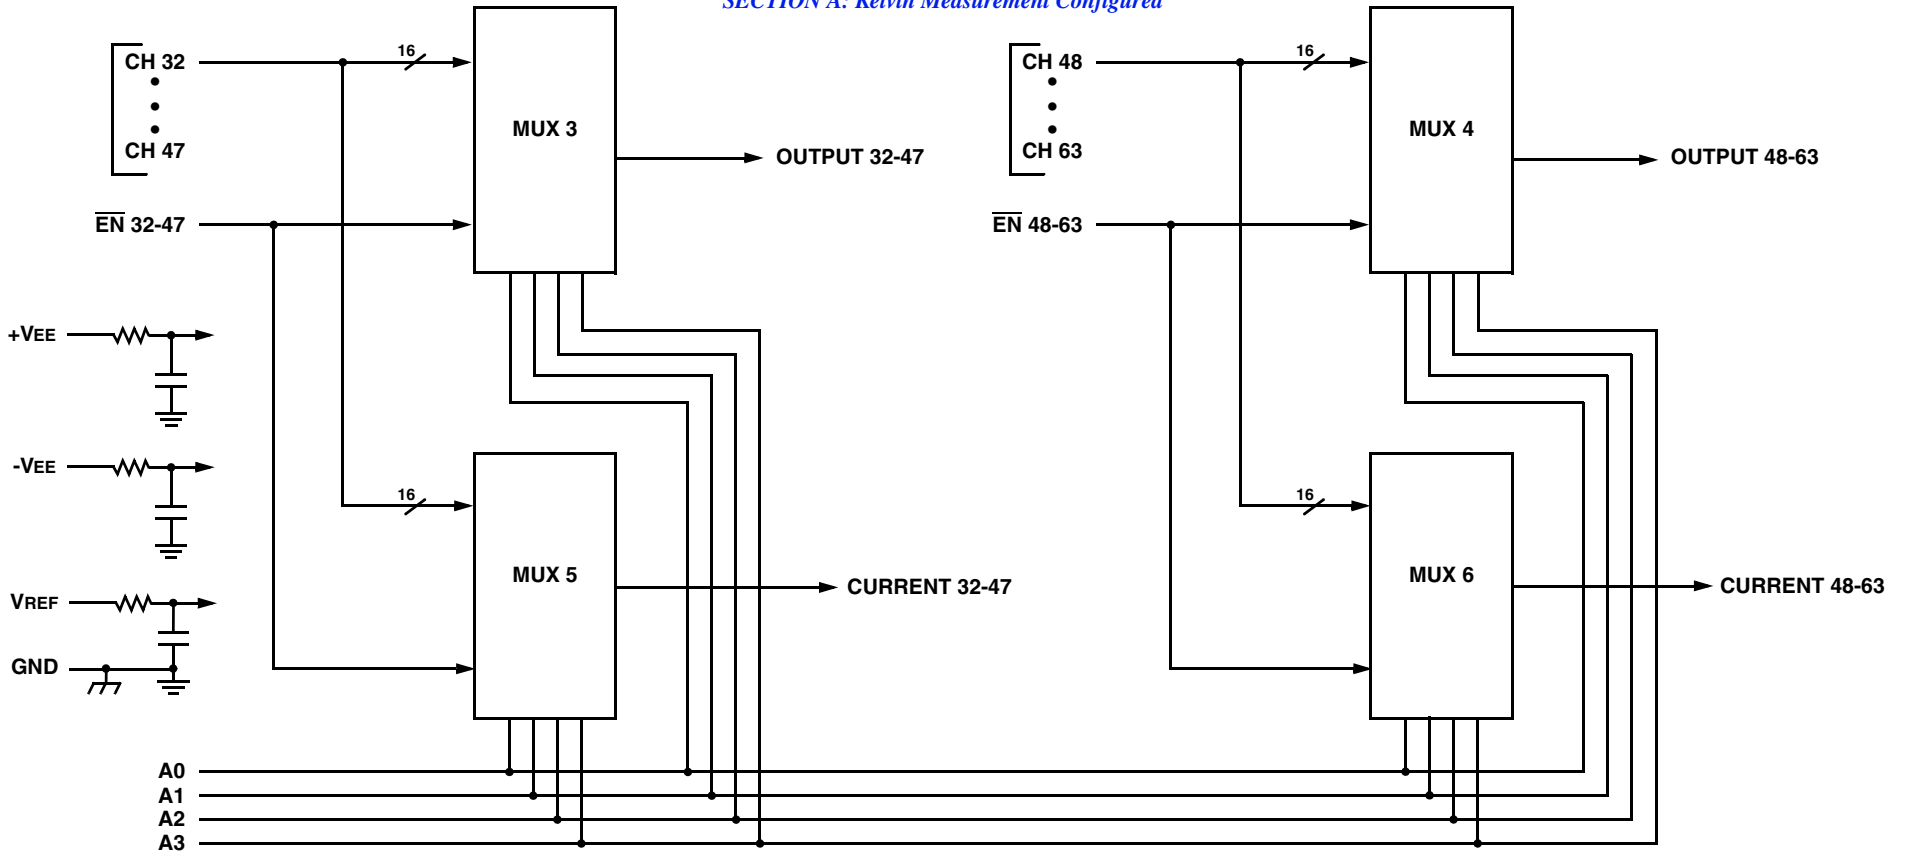 SECTION A: Kelvin Measurement Configured
CH 32
16
MUX 3
CH 47
OUTPUT 32-47
EN 32-47
CH 48
16
MUX 4
CH 63
OUTPUT 48-63
EN 48-63
+VEE
-VEE
VREF
GND
16
MUX 5
CURRENT 32-47
16
MUX 6
CURRENT 48-63
A0
A1
A2
A3